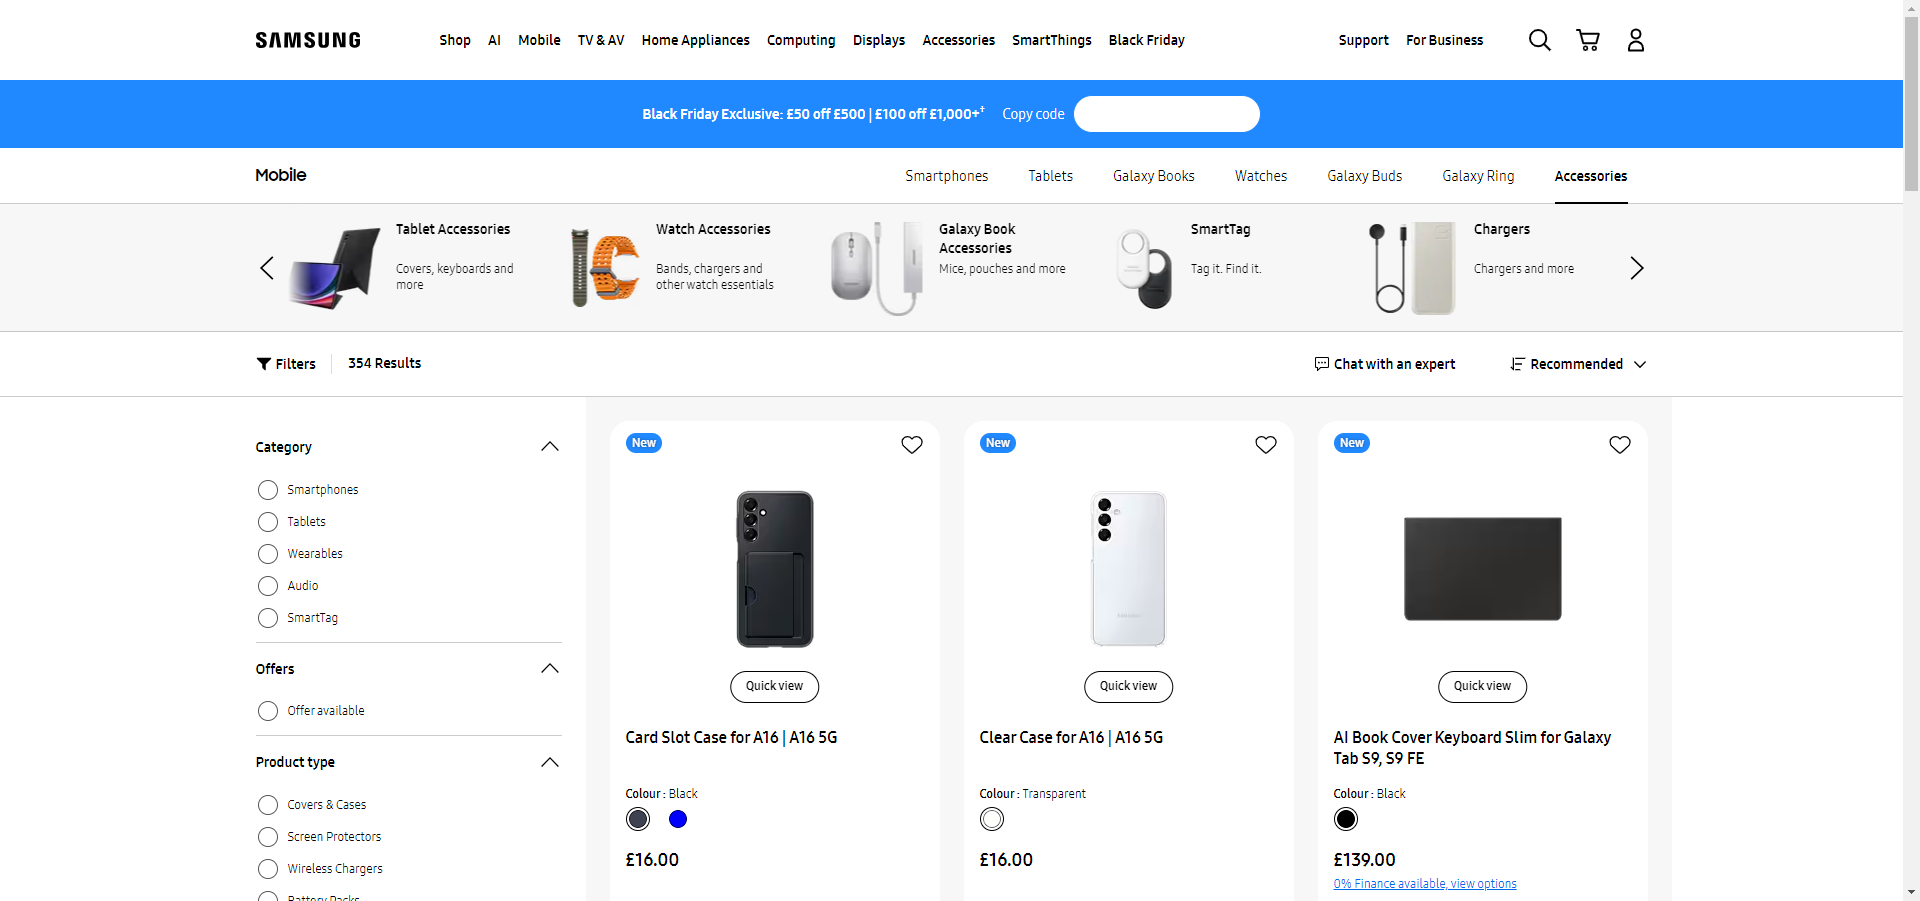 SAMSUNG
Shop AI Mobile TV & AV Home Appliances Computing Displays Accessories SmartThings Black Friday Support For Business
Black Friday Exclusive: £50 off £500 | £100 off £1,000+† Copy code
Mobile
Smartphones Tablets Galaxy Books Watches Galaxy Buds Galaxy Ring Accessories
Tablet Accessories
Covers, keyboards and
more
Watch Accessories
Bands, chargers and
other watch essentials
Galaxy Book
Accessories
Mice, pouches and more
SmartTag
Tag it. Find it.
Chargers
Chargers and more
Filters 354 Results Chat with an expert Recommended
Category
Smartphones
Tablets
Wearables
Audio
SmartTag
Offers
Offer available
Product type
Covers & Cases
Screen Protectors
Wireless Chargers
Battery Packs
New
Quick view
Card Slot Case for A16 | A16 5G
Colour : Black
£16.00
New
SAMSUNG
Quick view
Clear Case for A16 | A16 5G
Colour : Transparent
£16.00
New
Quick view
AI Book Cover Keyboard Slim for Galaxy
Tab S9, S9 FE
Colour : Black
£139.00
0% Finance available, view options